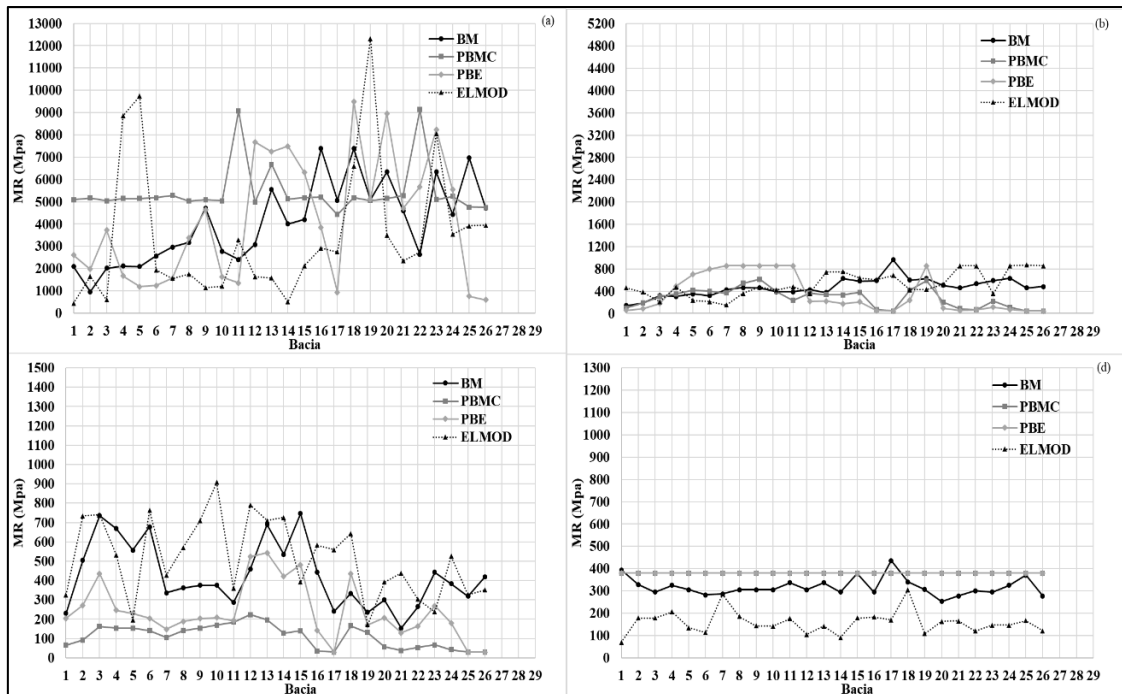 (a)
MR (Mpa)
13000
12000
11000
10000
9000
8000
7000
6000
5000
4000
3000
2000
1000
0
BM
PBMC
PBE
ELMOD
1 2 3 4 5 6 7 8 9 10 11 12 13 14 15 16 17 18 19 20 21 22 23 24 25 26 27 28 29
Bacia
(b)
MR (Mpa)
5200
4800
4400
4000
3600
3200
2800
2400
2000
1600
1200
800
400
0
BM
PBMC
PBE
ELMOD
1 2 3 4 5 6 7 8 9 10 11 12 13 14 15 16 17 18 19 20 21 22 23 24 25 26 27 28 29
Bacia
MR (Mpa)
1500
1400
1300
1200
1100
1000
900
800
700
600
500
400
300
200
100
0
BM
PBMC
PBE
ELMOD
1 2 3 4 5 6 7 8 9 10 11 12 13 14 15 16 17 18 19 20 21 22 23 24 25 26 27 28 29
Bacia
(d)
MR (Mpa)
1300
1200
1100
1000
900
800
700
600
500
400
300
200
100
0
BM
PBMC
PBE
ELMOD
1 2 3 4 5 6 7 8 9 10 11 12 13 14 15 16 17 18 19 20 21 22 23 24 25 26 27 28 29
Bacia